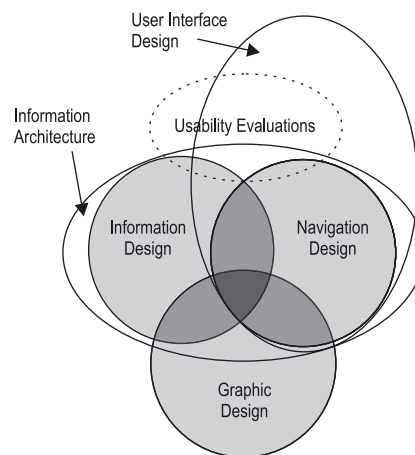 User Interface
Design
Usability Evaluations
Information
Architecture
Information
Design
Navigation
Design
Graphic
Design